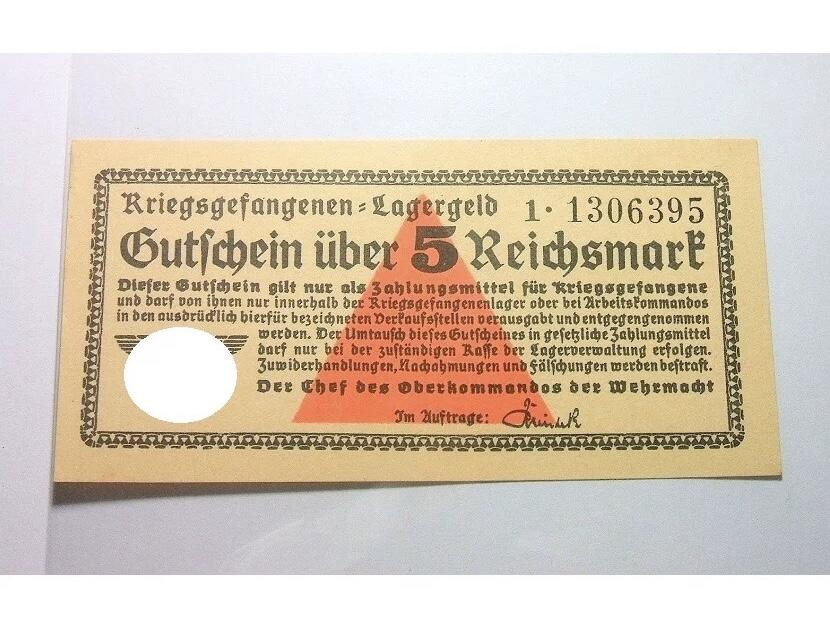 Kriegsgefangenen-Lagergeld 1·1306395
Gutschein über 5 Reichsmark
Dieser Gutschein gilt nur als Zahlungsmittel für Kriegsgefangene
und darf von ihnen nur innerhalb der Kriegsgefangenenlager oder bei Arbeitskommandos
in den ausdrücklich hierfür bezeichneten Verkaufsstellen verausgabt und entgegengenommen
werden. Der Umtausch dieses Gutscheines in gesetzliche Zahlungsmittel
darf nur bei der zuständigen Kasse der Lagerverwaltung erfolgen.
Zuwiderhandlungen, Nachahmungen und Fälschungen werden bestraft.
Der Chef des Oberkommandos der Wehrmacht
Im Auftrage: